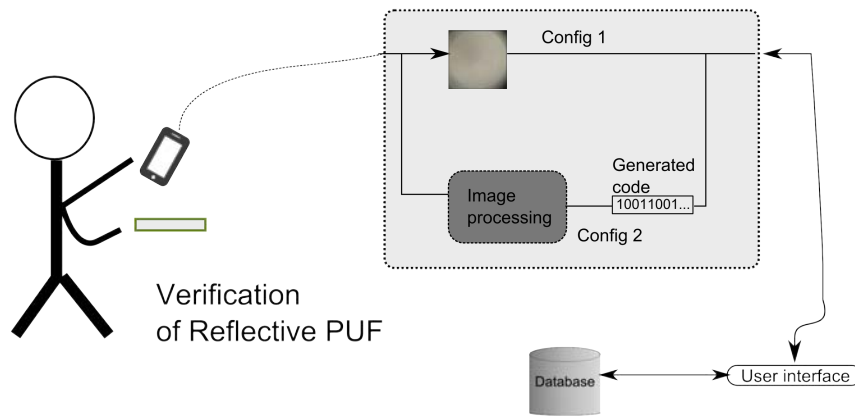 Config 1
Generated
code
10011001...
Image
processing
Config 2
Verification
of Reflective PUF
Database
User interface